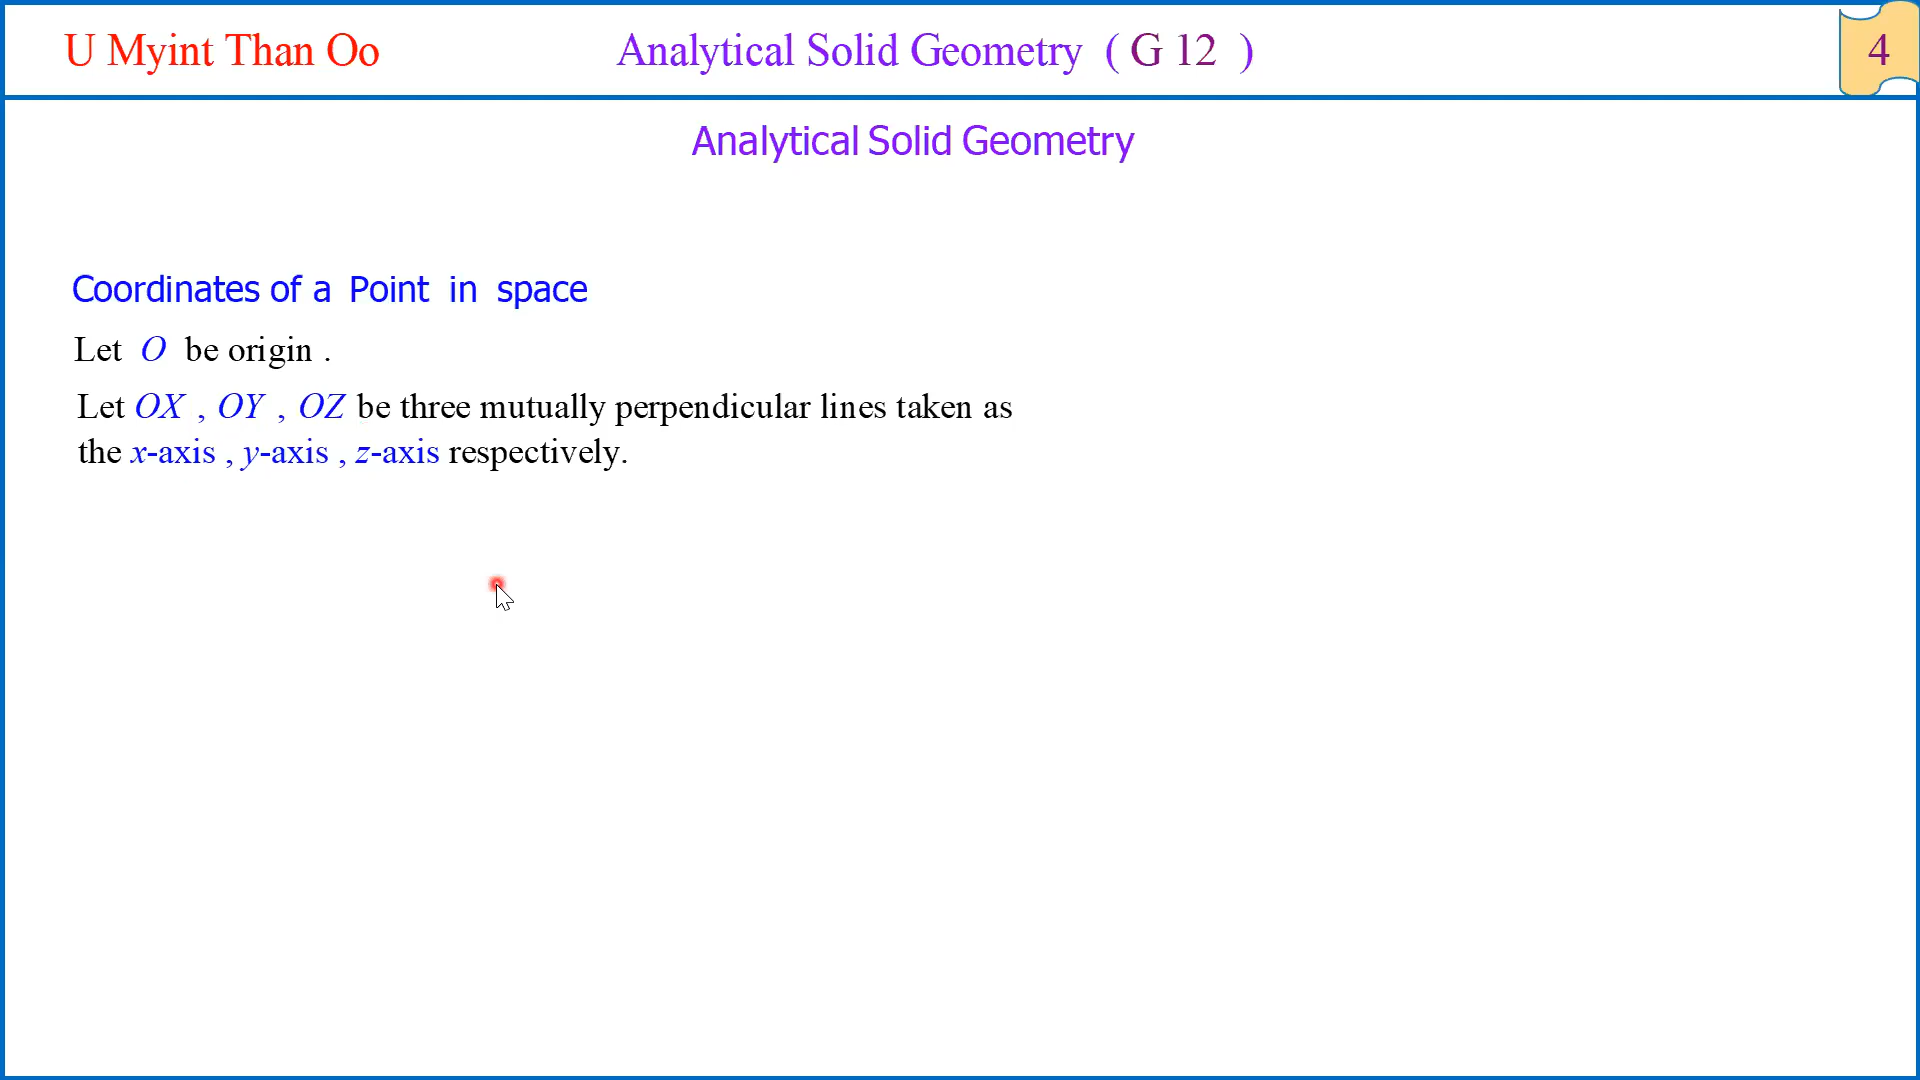 U Myint Than Oo
Analytical Solid Geometry ( G 12 )
4
Analytical Solid Geometry
Coordinates of a Point in space
Let O be origin .
Let OX , OY , OZ be three mutually perpendicular lines taken as
the x-axis , y-axis , z-axis respectively.